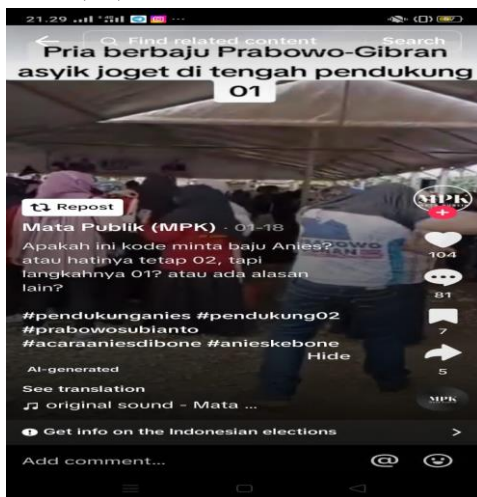 21.29
Find related content Search
Pria berbaju Prabowo-Gibran
asyik joget di tengah pendukung
01
Repost
MPK
Mata Publik (MPK) · 01-18
Apakah ini kode minta baju Anies?
atau hatinya tetap 02, tapi
langkahnya 01? atau ada alasan
lain?
104
81
#pendukunganies #pendukung02
#prabowosubianto
#acaraaniesdibone #anieskebone
7
Hide
5
AI-generated
See translation
original sound - Mata ...
MPK
Get info on the Indonesian elections
Add comment...